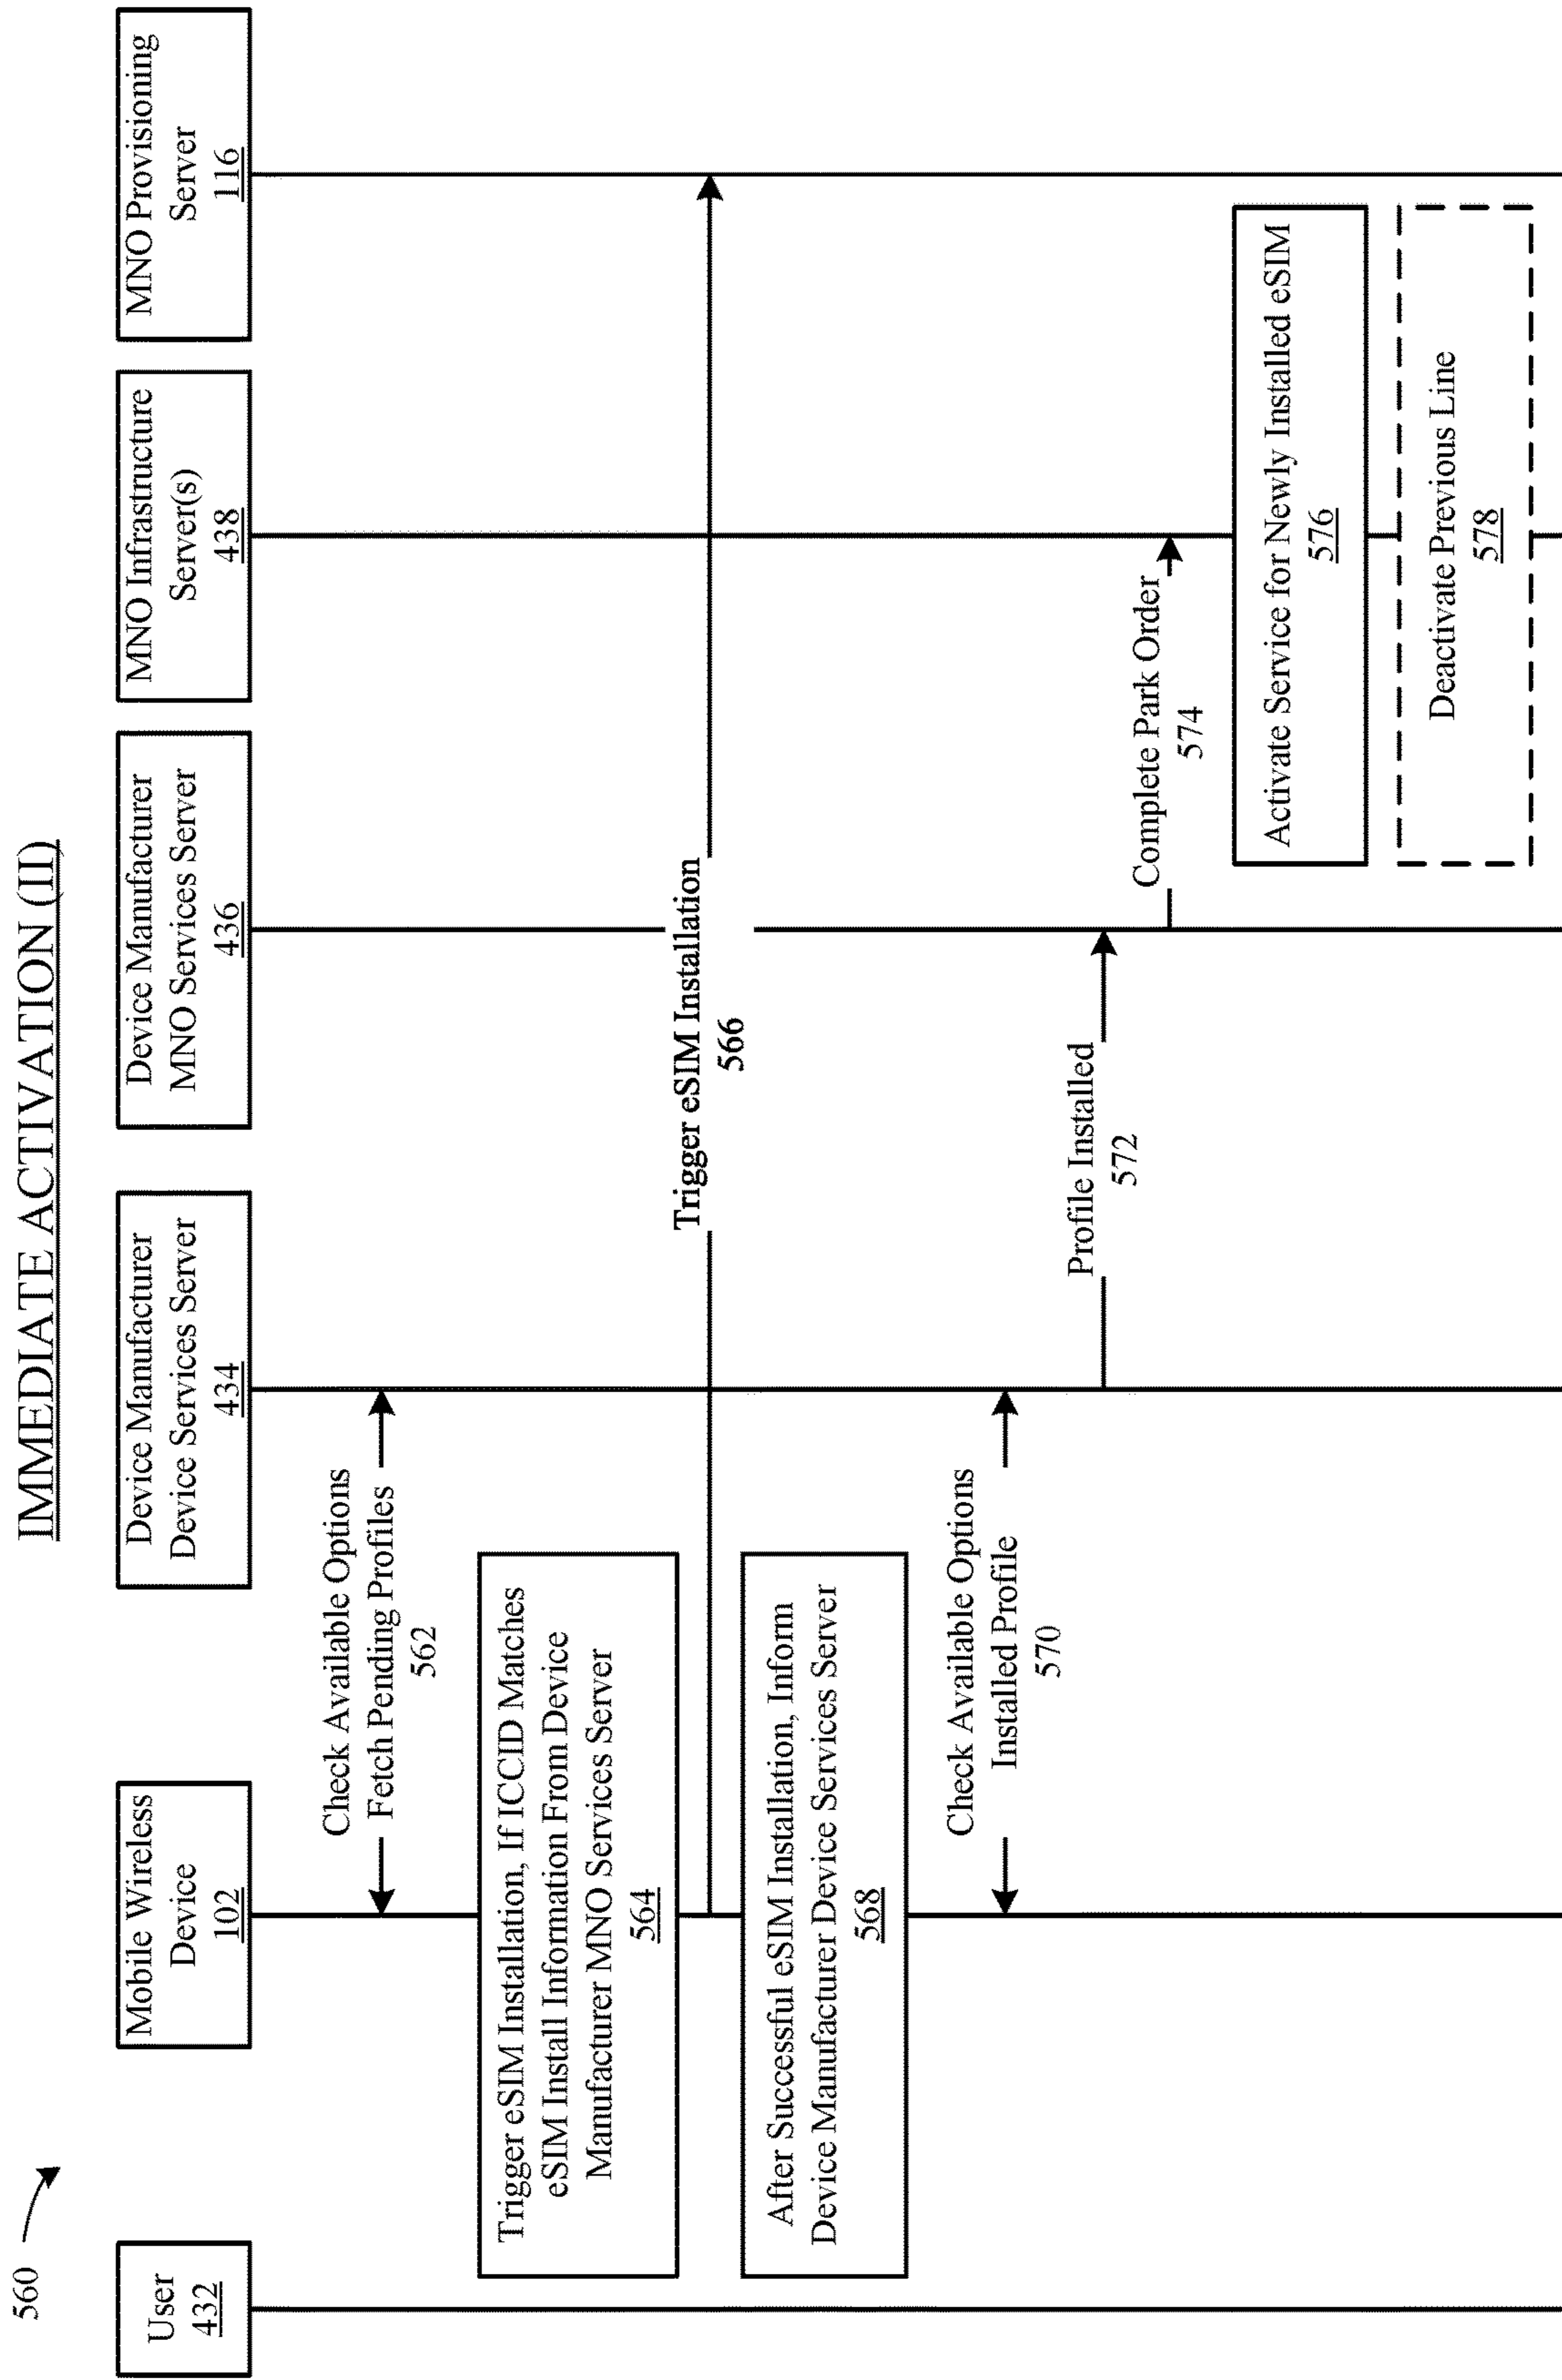 560
IMMEDIATE ACTIVATION (II)
User
432
Mobile Wireless
Device
102
Device Manufacturer
Device Services Server
434
Device Manufacturer
MNO Services Server
436
MNO Infrastructure
Server(s)
438
MNO Provisioning
Server
116
Check Available Options
Fetch Pending Profiles
562
Trigger eSIM Installation, If ICCID Matches
eSIM Install Information From Device
Manufacturer MNO Services Server
564
Trigger eSIM Installation
566
After Successful eSIM Installation, Inform
Device Manufacturer Device Services Server
568
Check Available Options
Installed Profile
570
Profile Installed
572
Complete Park Order
574
Activate Service for Newly Installed eSIM
576
Deactivate Previous Line
578